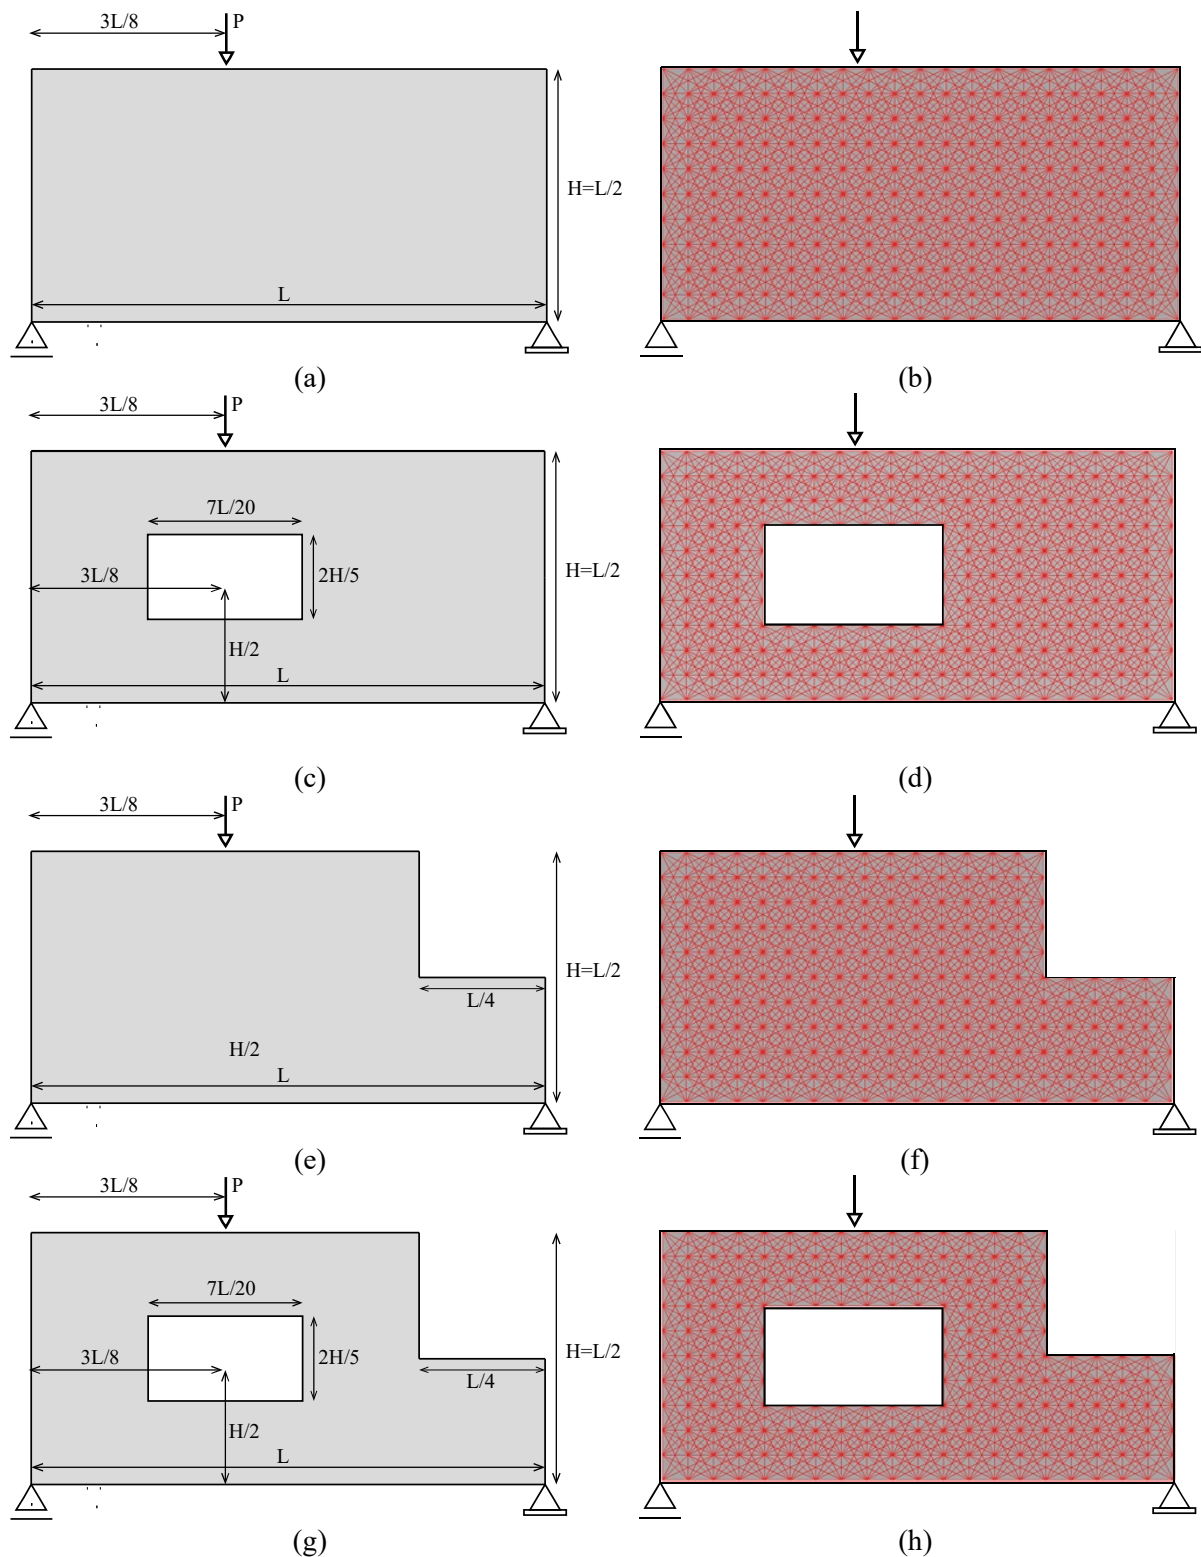 3L/8
P
H=L/2
L
(a)
(b)
3L/8
P
7L/20
3L/8
2H/5
H=L/2
H/2
L
(c)
(d)
3L/8
P
H=L/2
L/4
H/2
L
(e)
(f)
3L/8
P
7L/20
3L/8
2H/5
H=L/2
L/4
H/2
L
(g)
(h)